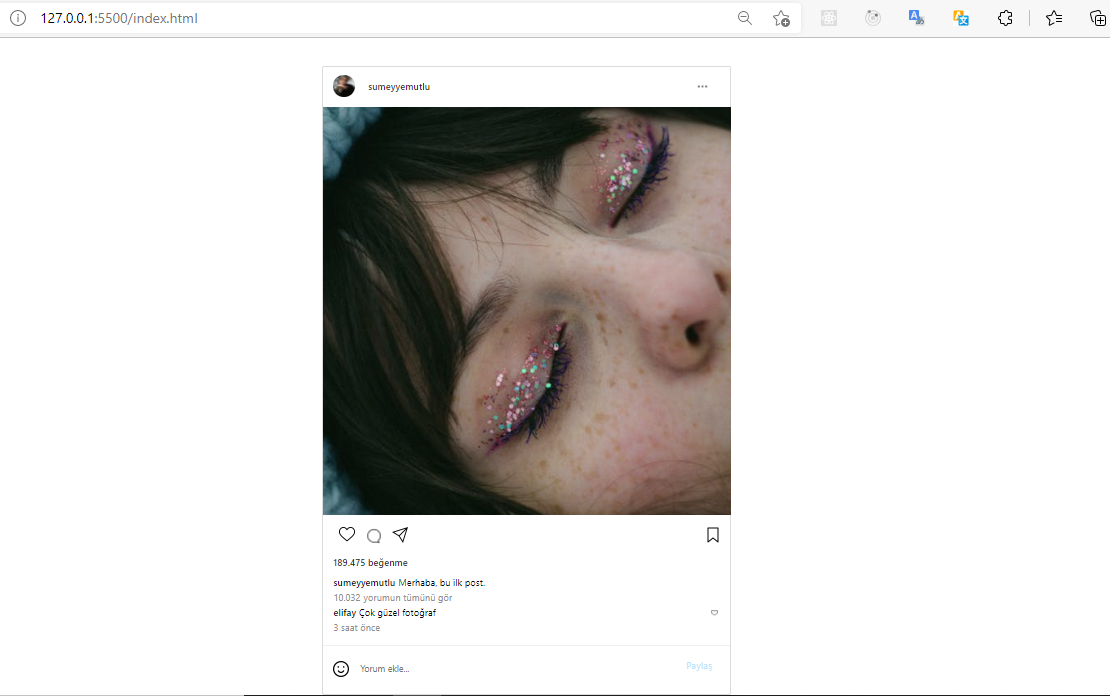 127.0.0.1:5500/index.html
sumeyyemutlu
189.475 beğenme
sumeyyemutlu Merhaba, bu ilk post.
10.032 yorumun tümünü gör
elifay Çok güzel fotoğraf
3 saat önce
Yorum ekle...
Paylaş